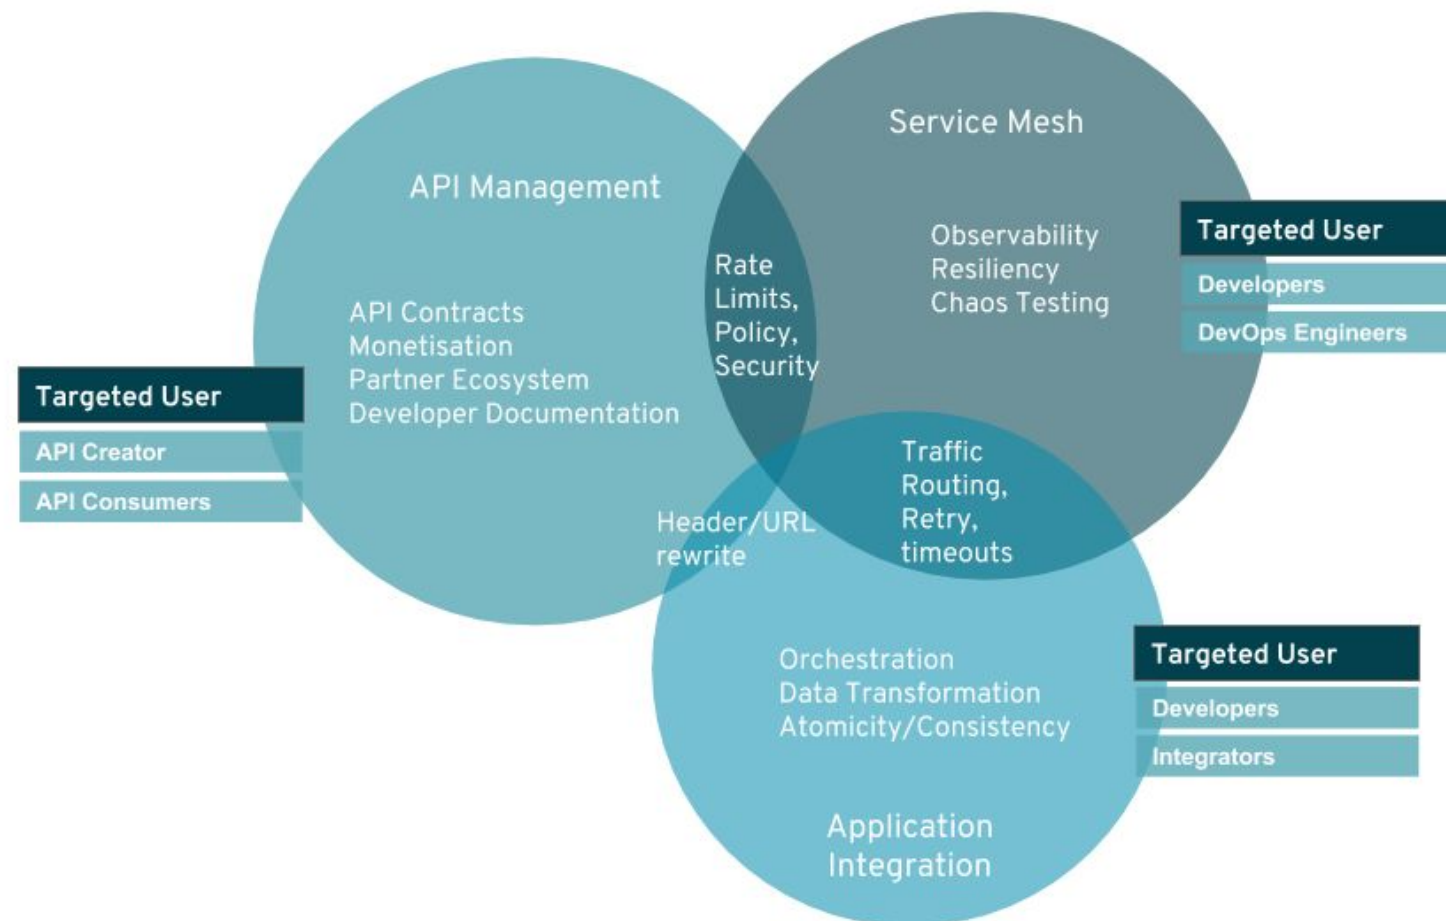 Service Mesh
API Management
Observability
Resiliency
Chaos Testing
Targeted User
Developers
DevOps Engineers
Rate
Limits,
Policy,
Security
API Contracts
Monetisation
Partner Ecosystem
Developer Documentation
Targeted User
API Creator
API Consumers
Traffic
Routing,
Retry,
timeouts
Header/URL
rewrite
Orchestration
Data Transformation
Atomicity/Consistency
Targeted User
Developers
Integrators
Application
Integration